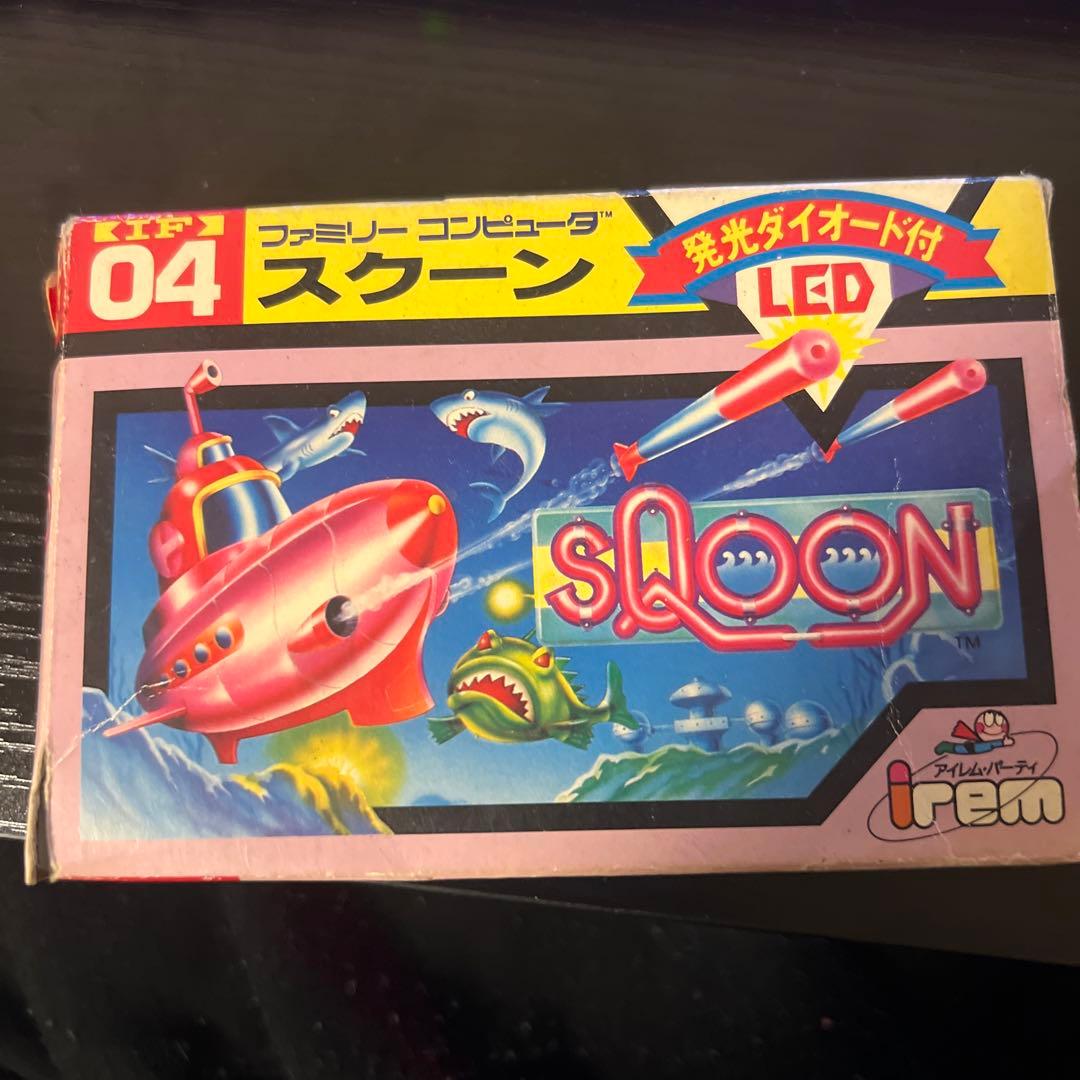 IF
04
ファミリー コンピュータ™
スクーン
発光ダイオード付
LED
SQOON
TM
アイレム・パーティ
irem